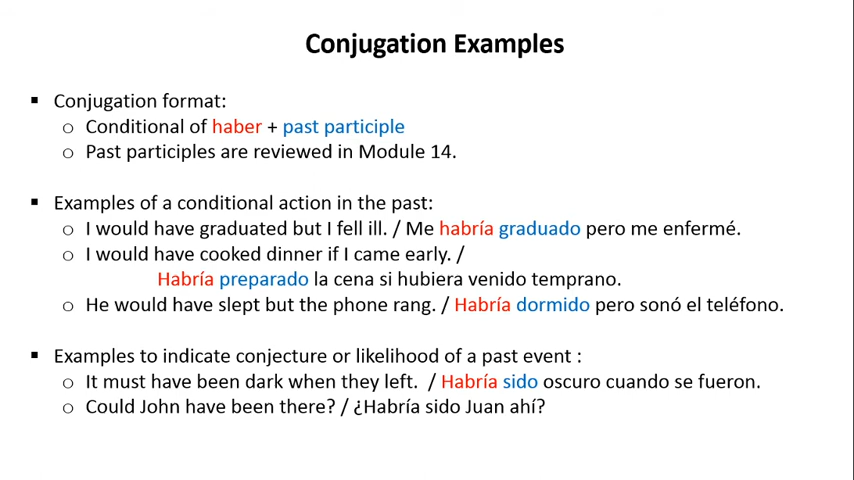 Conjugation Examples
▪ Conjugation format:
o Conditional of haber + past participle
o Past participles are reviewed in Module 14.
▪ Examples of a conditional action in the past:
o I would have graduated but I fell ill. / Me habría graduado pero me enfermé.
o I would have cooked dinner if I came early. /
Habría preparado la cena si hubiera venido temprano.
o He would have slept but the phone rang. / Habría dormido pero sonó el teléfono.
▪ Examples to indicate conjecture or likelihood of a past event :
o It must have been dark when they left. / Habría sido oscuro cuando se fueron.
o Could John have been there? / ¿Habría sido Juan ahí?